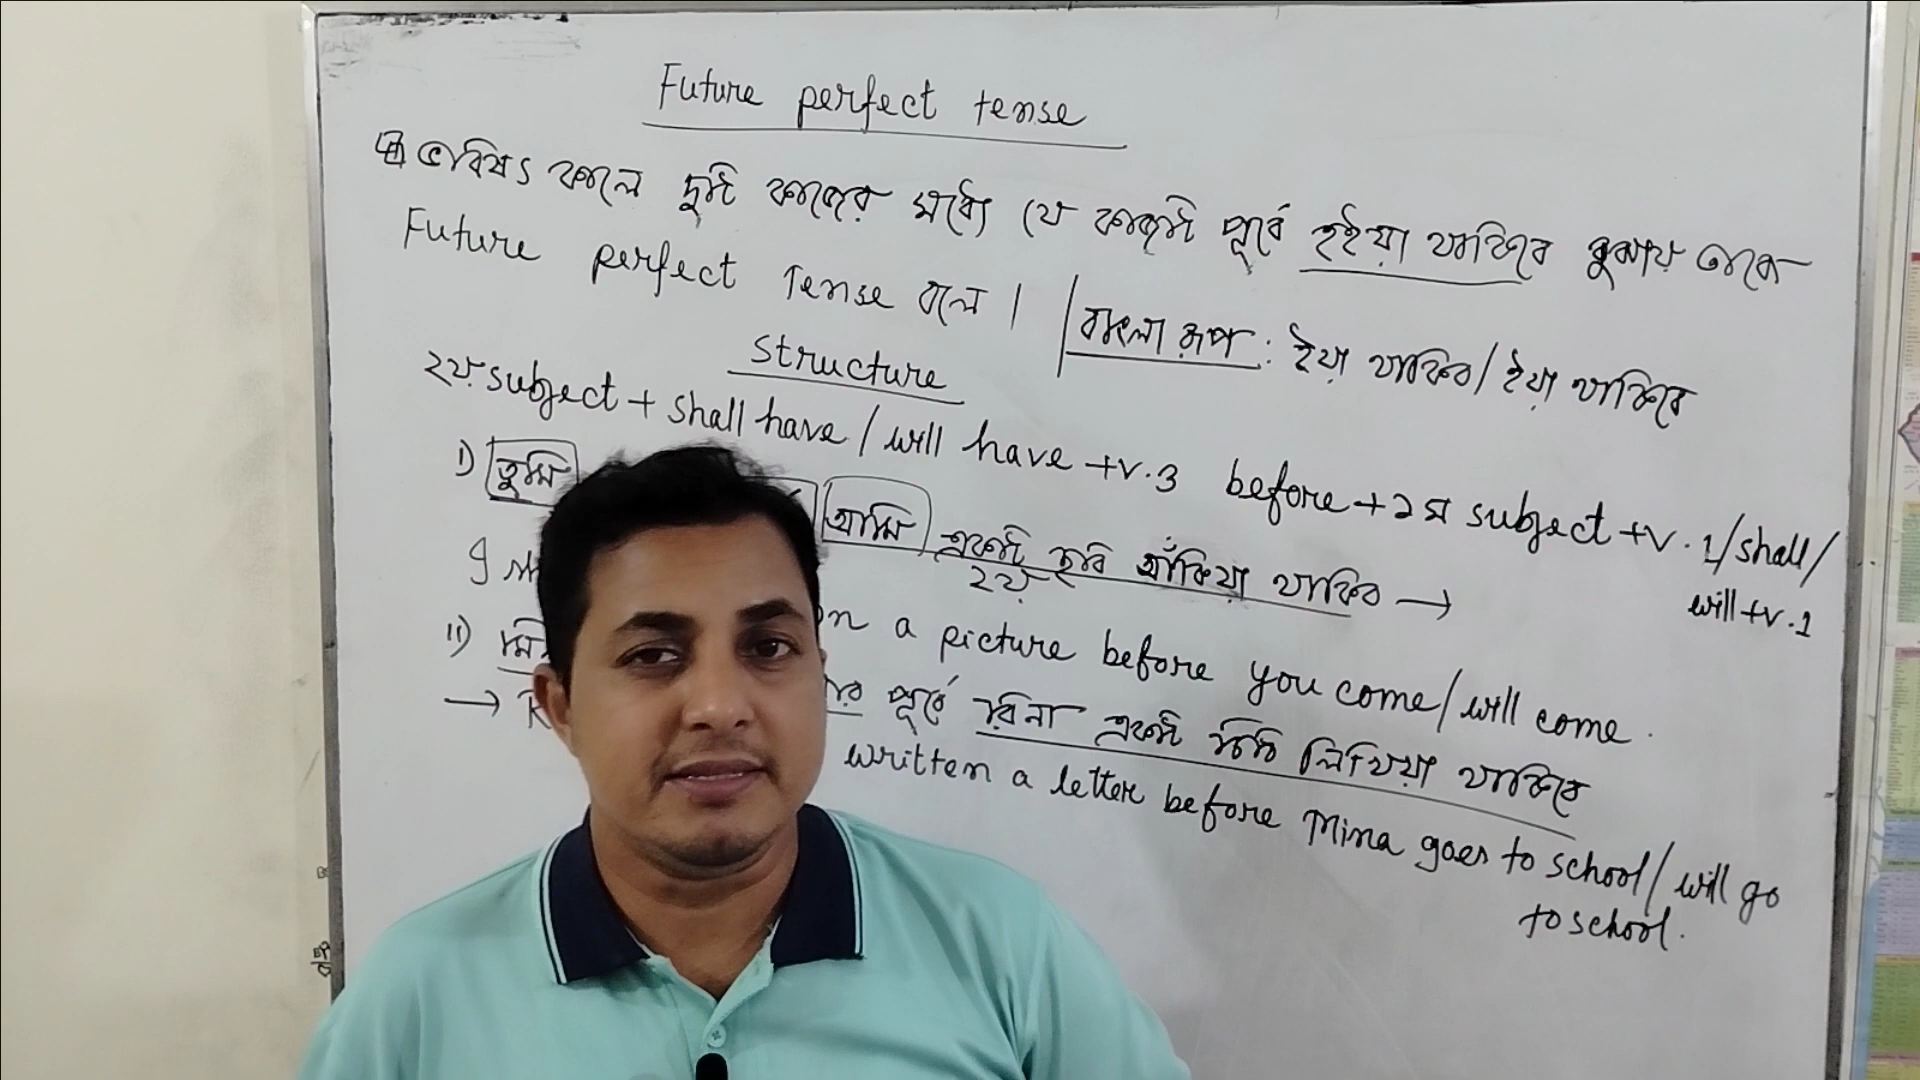 Future perfect tense
ভবিষৎ কালে দুটি কাজের মধ্যে যে কাজটি পূর্বে হইয়া থাকিবে বুঝায় তাকে
Future perfect Tense বলে।
বাংলা রূপ: ইয়া থাকিব/ইয়া থাকিবে
Structure
২য় subject + shall have / will have + v.3 before + ১ম subject + v.1/shall/
will + v.1
i) তুমি আমি একটি ছবি আঁকিয়া থাকিব →
২য়
I a picture before you come/will come.
ii) পূর্বে রিনা একটি চিঠি লিখিয়া থাকিবে
→ written a letter before Mina goes to school/will go
to school.